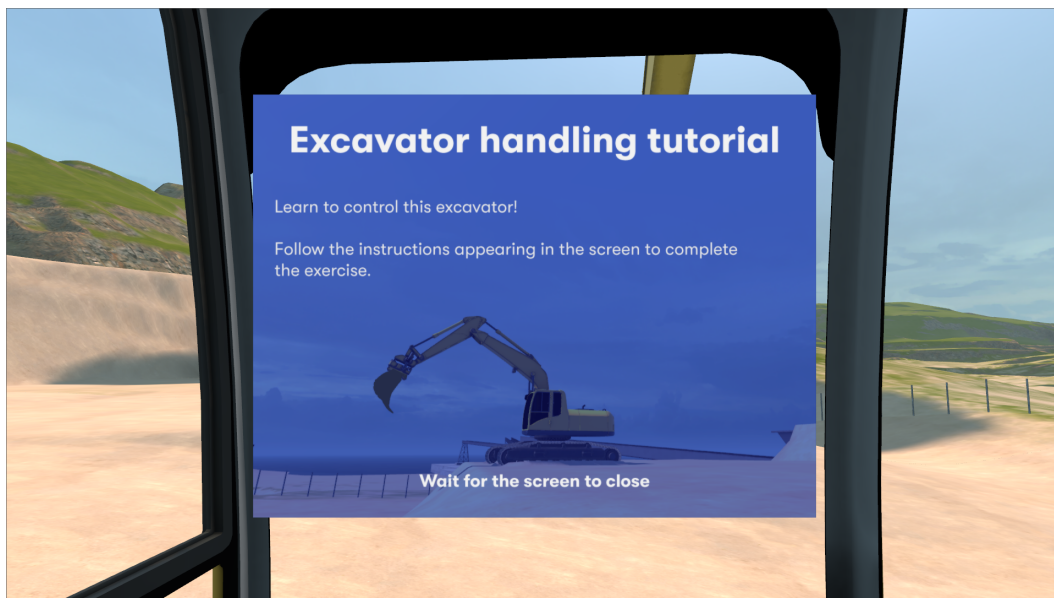 Excavator handling tutorial
Learn to control this excavator!
Follow the instructions appearing in the screen to complete
the exercise.
Wait for the screen to close